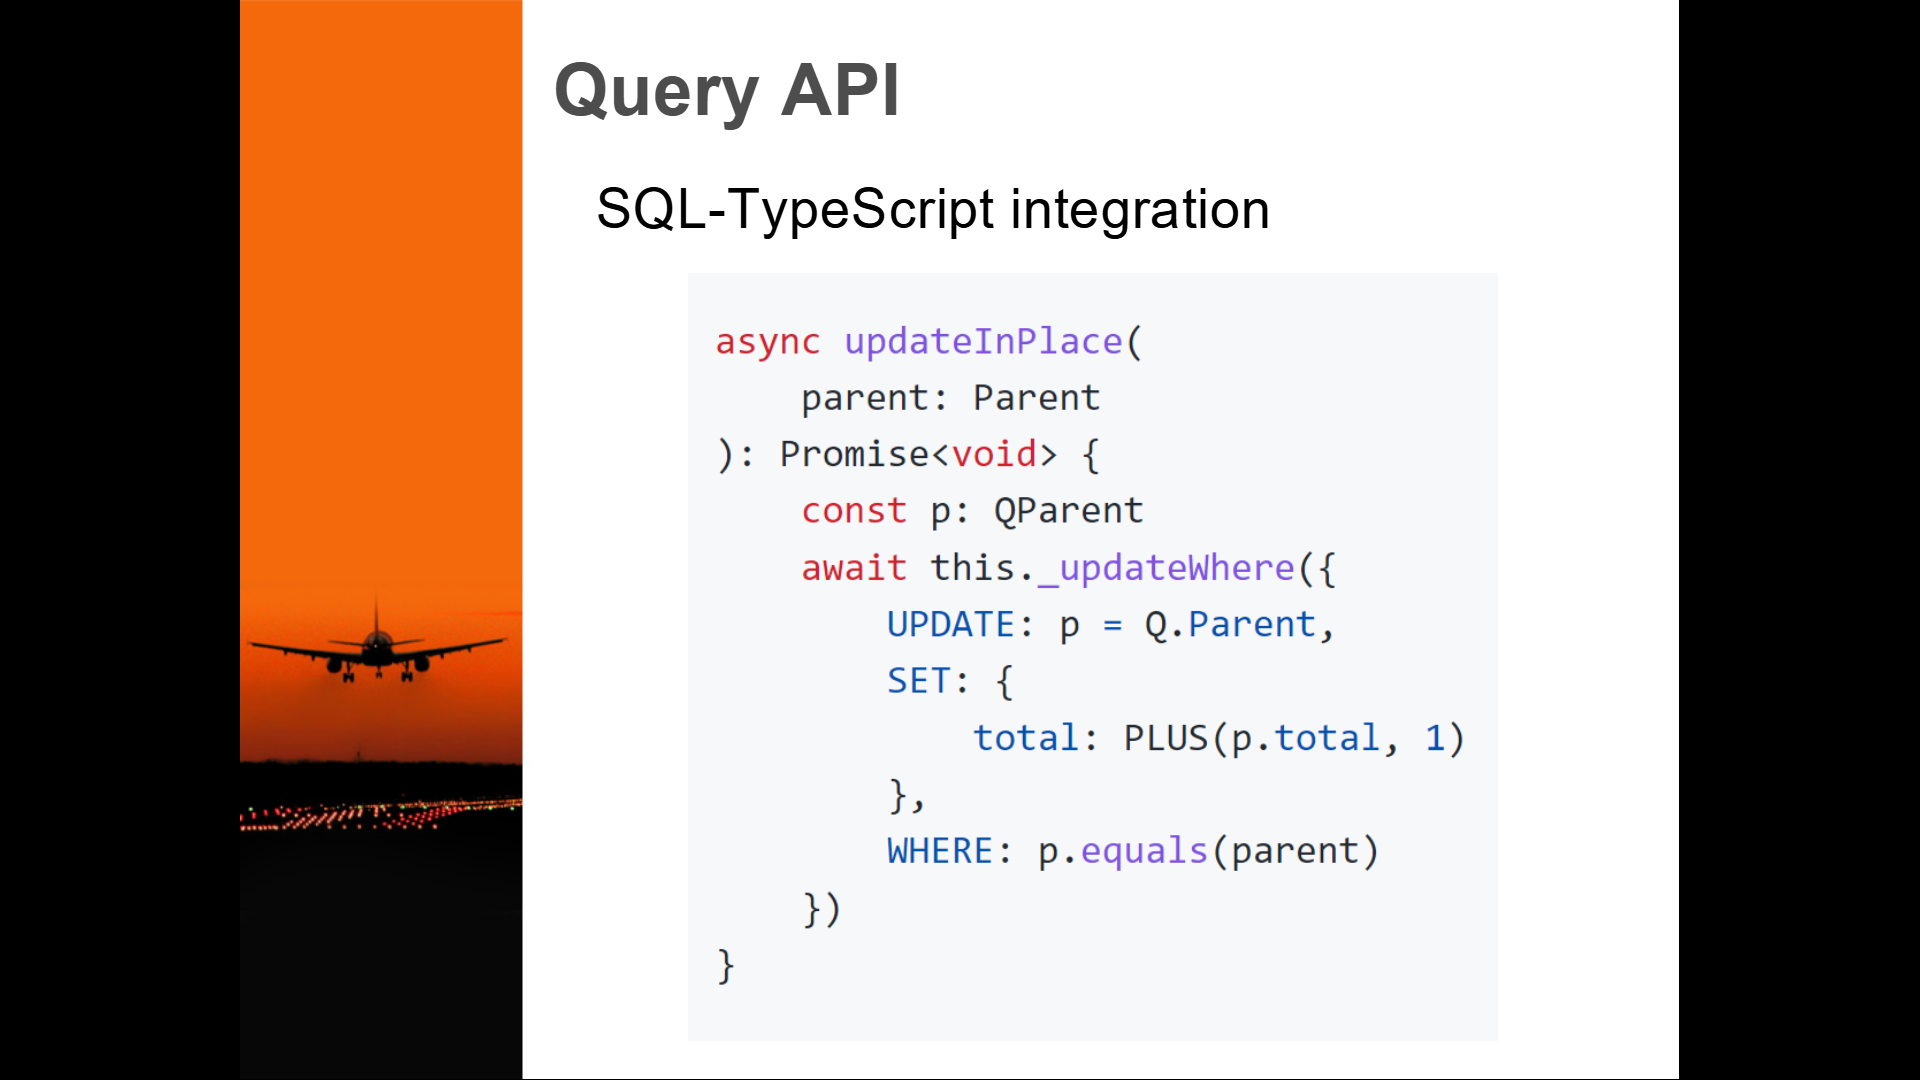 Query API
SQL-TypeScript integration
async updateInPlace(
    parent: Parent
): Promise<void> {
    const p: QParent
    await this._updateWhere({
        UPDATE: p = Q.Parent,
        SET: {
            total: PLUS(p.total, 1)
        },
        WHERE: p.equals(parent)
    })
}